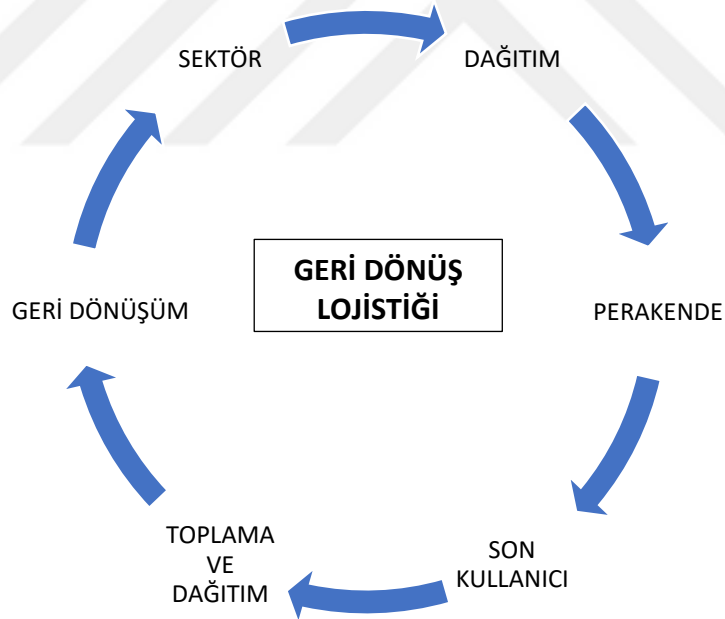 SEKTÖR
DAĞITIM
PERAKENDE
SON
KULLANICI
TOPLAMA
VE
DAĞITIM
GERİ DÖNÜŞÜM
GERİ DÖNÜŞ
LOJİSTİĞİ